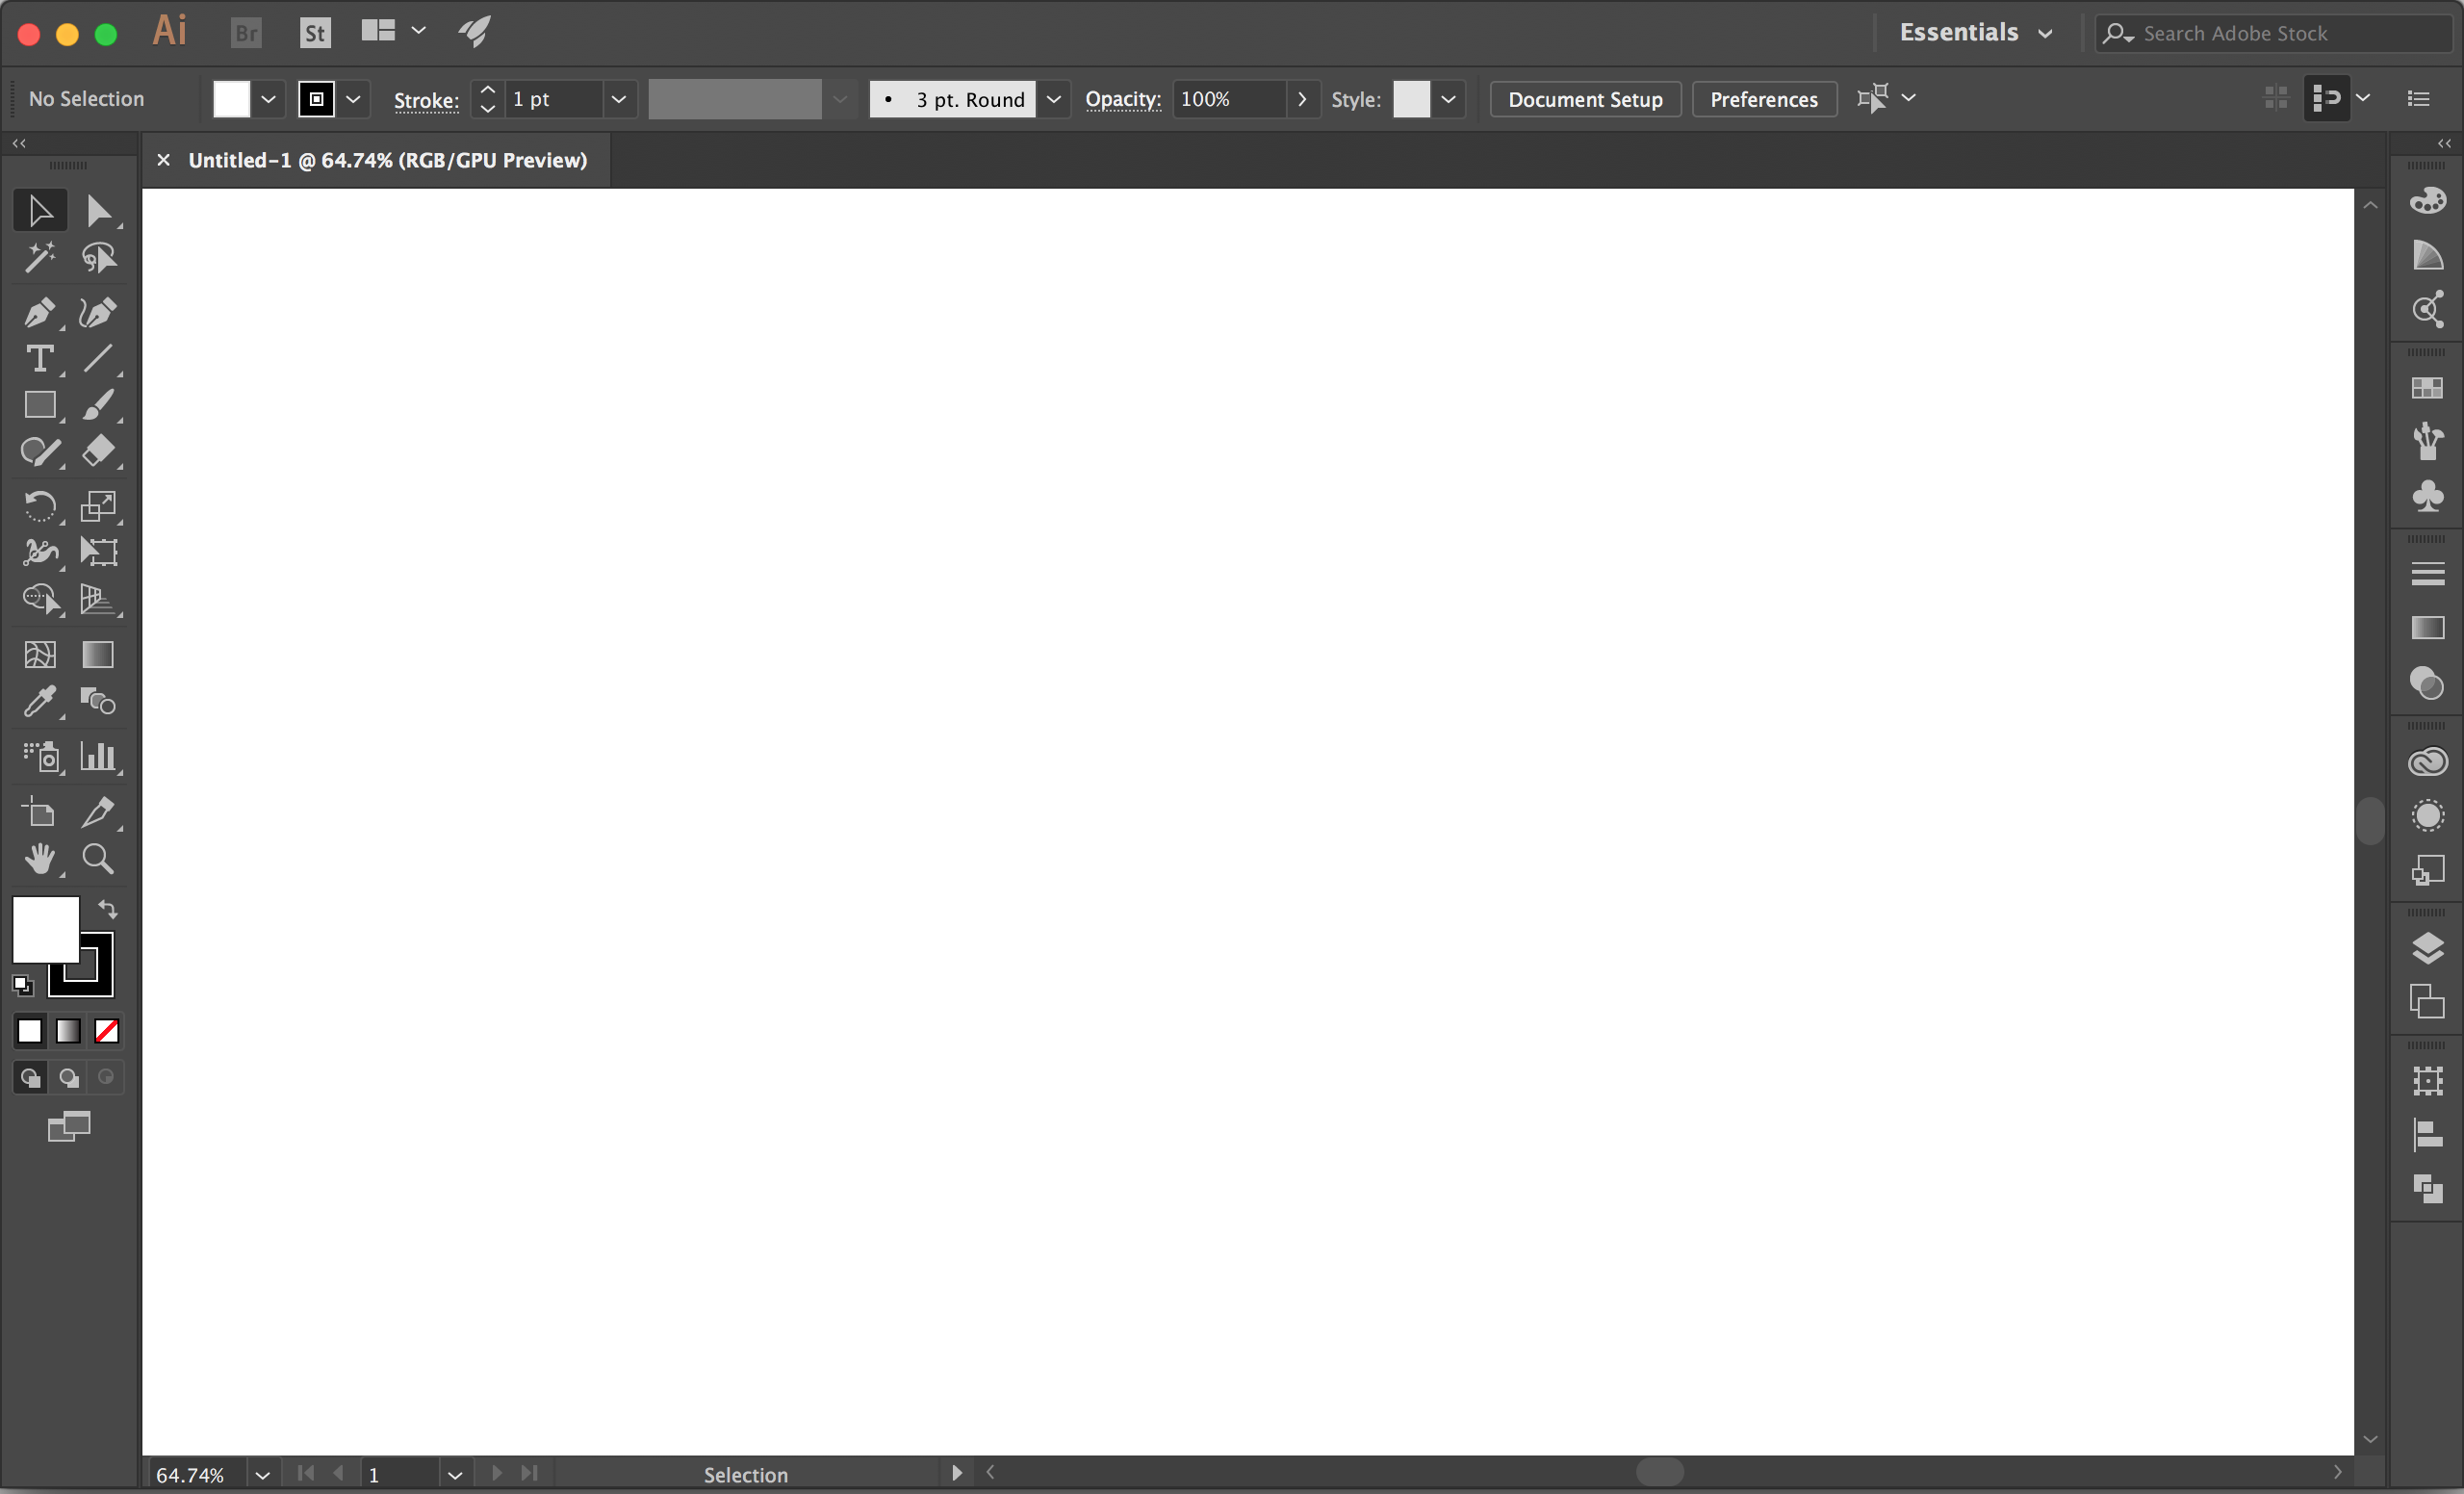 Ai Br St Essentials Search Adobe Stock
No Selection Stroke: 1 pt 3 pt. Round Opacity: 100% Style: Document Setup Preferences
Untitled-1 @ 64.74% (RGB/GPU Preview)
64.74% 1 Selection